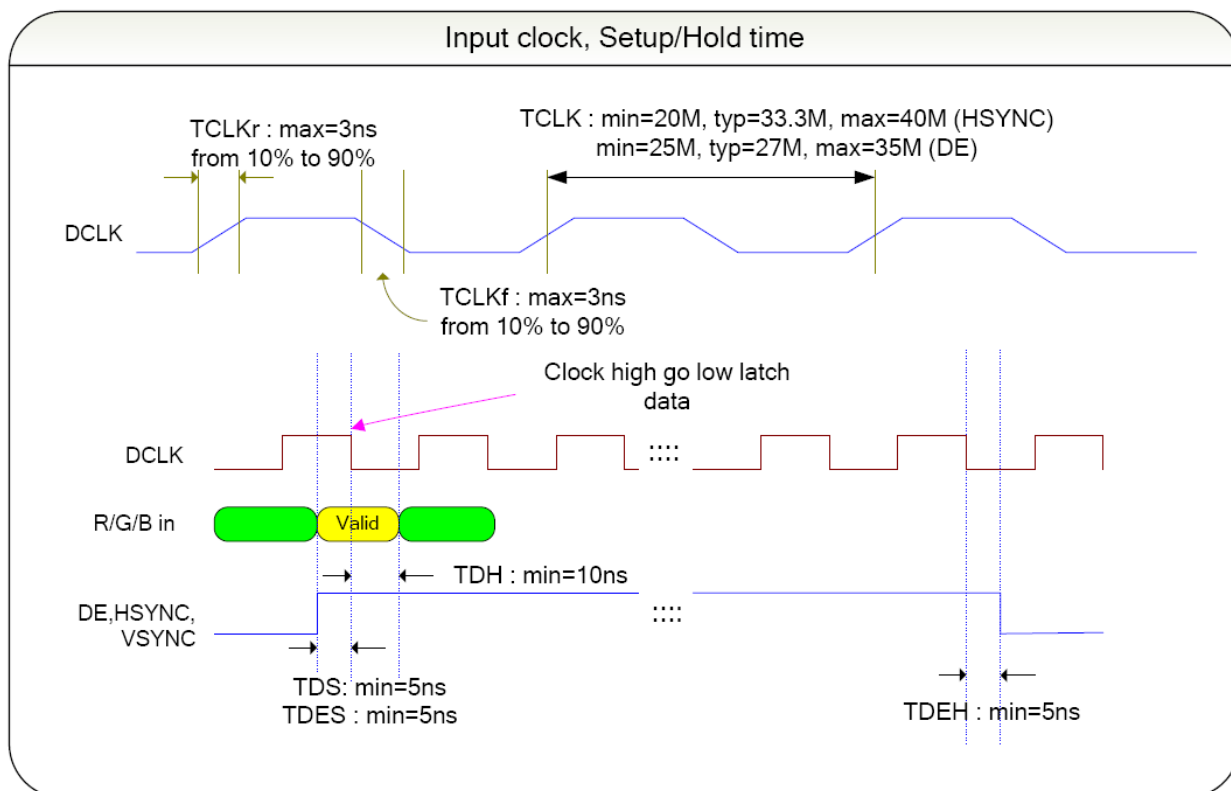 Input clock, Setup/Hold time
TCLKr : max=3ns
from 10% to 90%
TCLK : min=20M, typ=33.3M, max=40M (HSYNC)
min=25M, typ=27M, max=35M (DE)
DCLK
TCLKf : max=3ns
from 10% to 90%
Clock high go low latch
data
DCLK
::::
R/G/B in
Valid
TDH : min=10ns
DE,HSYNC,
VSYNC
::::
TDS: min=5ns
TDES : min=5ns
TDEH : min=5ns